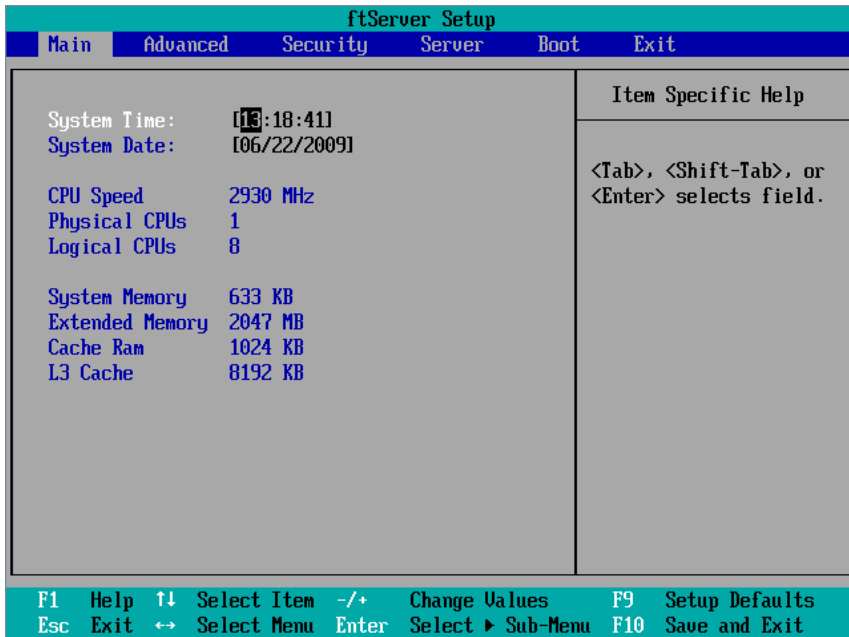 ftServer Setup
Main Advanced Security Server Boot Exit
System Time: [13:18:41]
System Date: [06/22/2009]
CPU Speed 2930 MHz
Physical CPUs 1
Logical CPUs 8
System Memory 633 KB
Extended Memory 2047 MB
Cache Ram 1024 KB
L3 Cache 8192 KB
Item Specific Help
<Tab>, <Shift-Tab>, or
<Enter> selects field.
F1 Help ↑↓ Select Item -/+ Change Values F9 Setup Defaults
Esc Exit ↔ Select Menu Enter Select ▶ Sub-Menu F10 Save and Exit